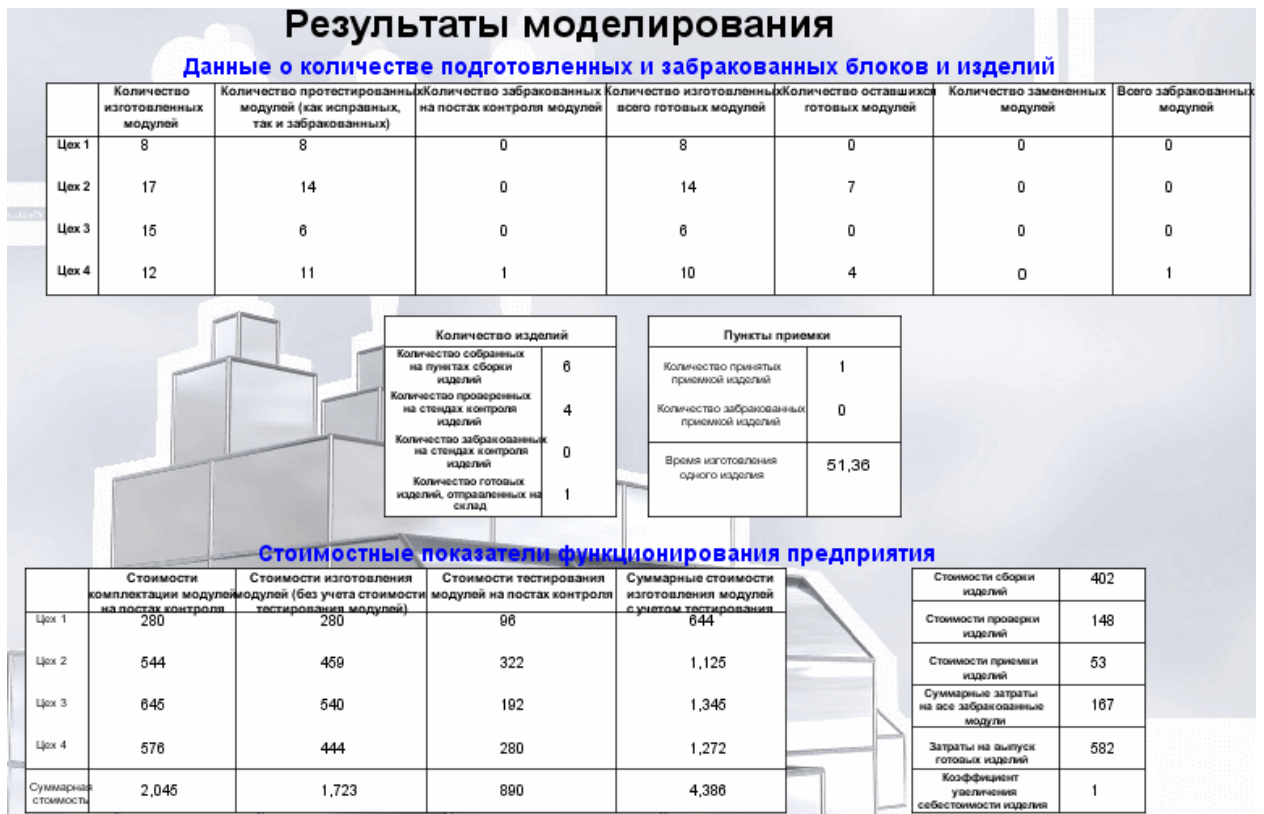 Результаты моделирования
Данные о количестве подготовленных и забракованных блоков и изделий
Количество изготовленных модулей
Количество протестированных модулей (как исправных, так и забракованных)
Количество забракованных на постах контроля модулей
Количество изготовленных всего готовых модулей
Количество оставшихся готовых модулей
Количество замененных модулей
Всего забракованных модулей
Цех 1 8 8 0 8 0 0 0
Цех 2 17 14 0 14 7 0 0
Цех 3 15 6 0 6 0 0 0
Цех 4 12 11 1 10 4 0 1
Количество изделий
Количество собранных на пунктах сборки изделий 6
Количество проверенных на стендах контроля изделий 4
Количество забракованных на стендах контроля изделий 0
Количество готовых изделий, отправленных на склад 1
Пункты приемки
Количество принятых приемкой изделий 1
Количество забракованных приемкой изделий 0
Время изготовления одного изделия 51,36
Стоимостные показатели функционирования предприятия
Стоимости комплектации модулей на постах контроля
Стоимости изготовления модулей (без учета стоимости тестирования модулей)
Стоимости тестирования модулей на постах контроля
Суммарные стоимости изготовления модулей с учетом тестирования
Цех 1 280 280 96 644
Цех 2 544 459 322 1,125
Цех 3 645 540 192 1,345
Цех 4 576 444 280 1,272
Суммарная стоимость 2,045 1,723 890 4,386
Стоимости сборки изделий 402
Стоимости проверки изделий 148
Стоимости приемки изделий 53
Суммарные затраты на все забракованные модули 167
Затраты на выпуск готовых изделий 582
Коэффициент увеличения себестоимости изделия 1